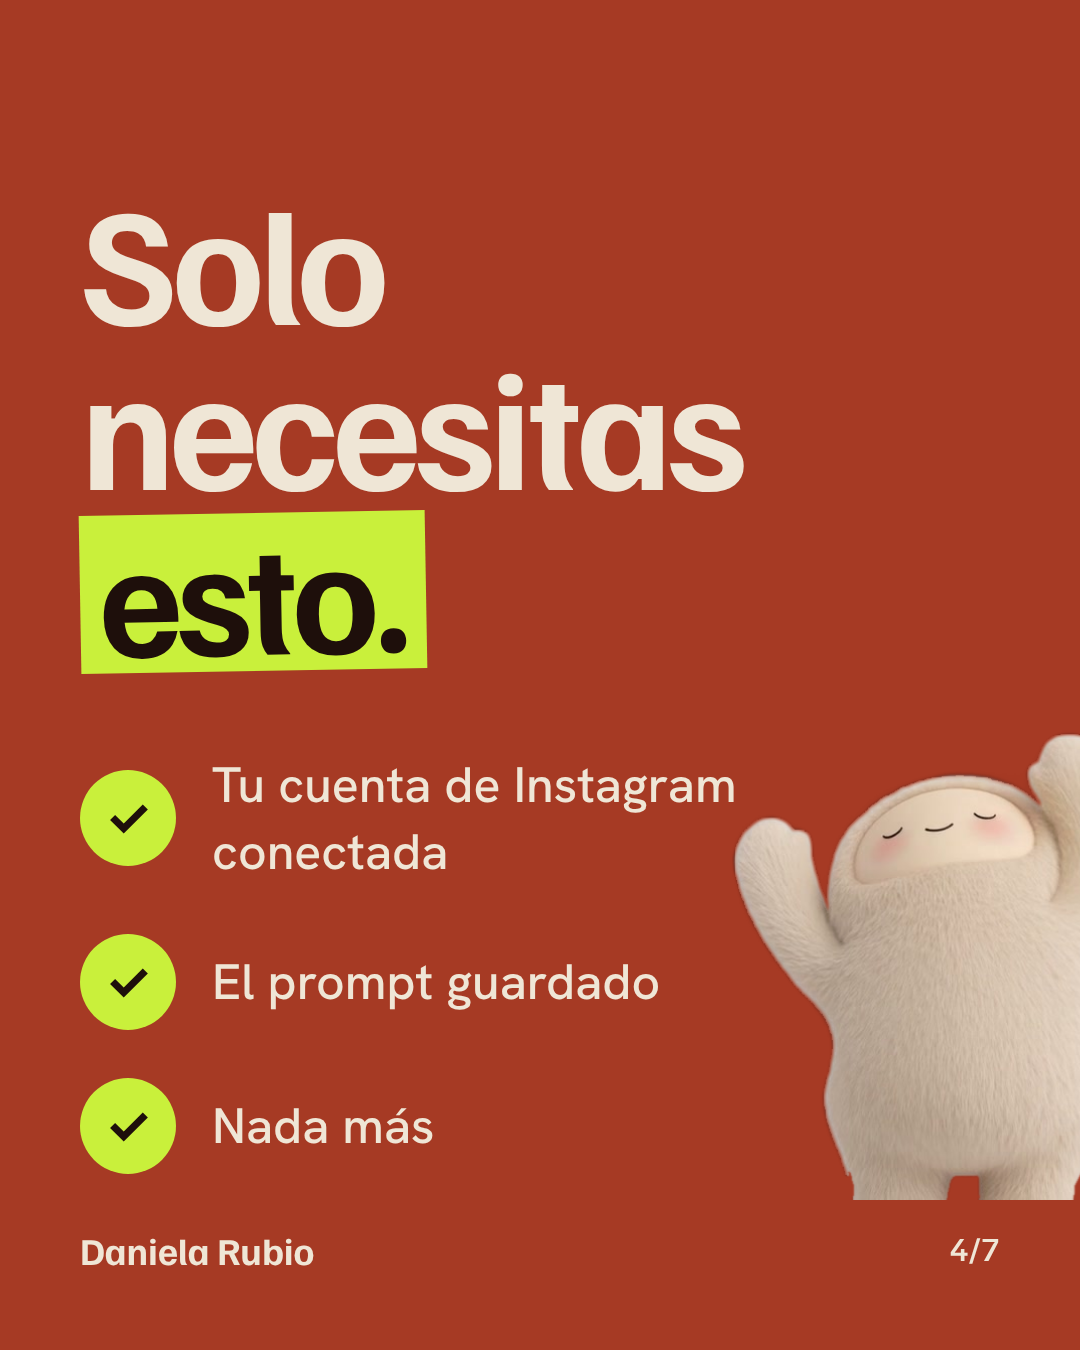 Solo
necesitas
esto.
Tu cuenta de Instagram
conectada
El prompt guardado
Nada más
Daniela Rubio
4/7